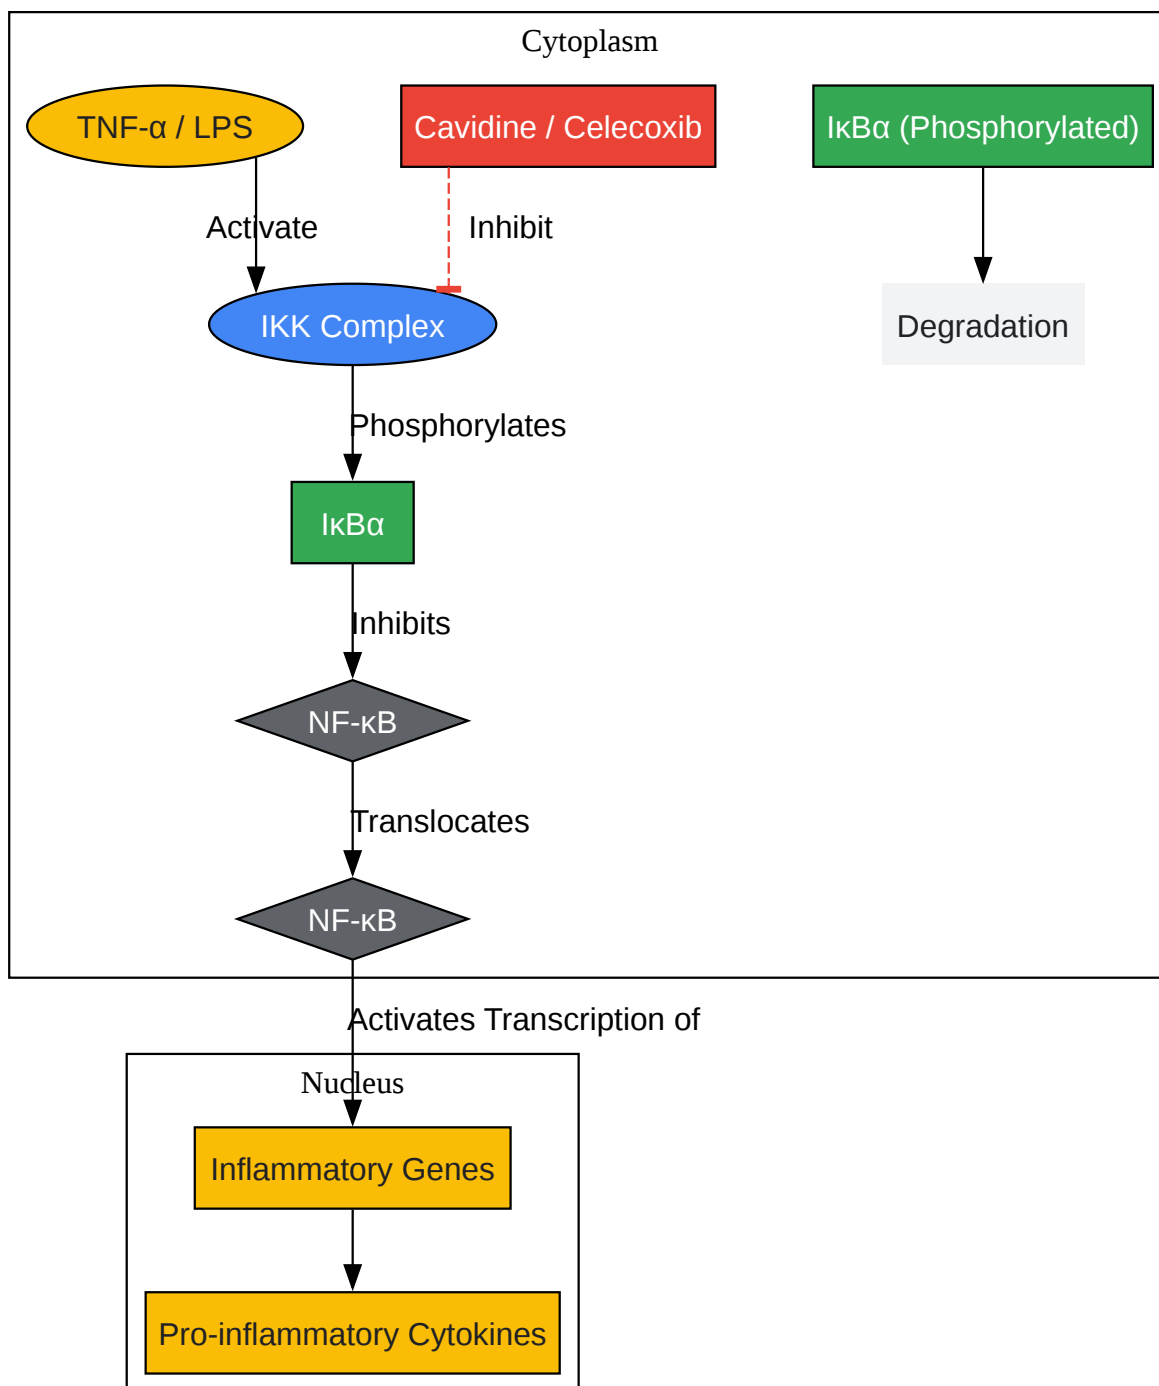 Cytoplasm
TNF-α / LPS
Cavidine / Celecoxib
IκBα (Phosphorylated)
Activate
Inhibit
IKK Complex
Degradation
Phosphorylates
IκBα
Inhibits
NF-κB
Translocates
NF-κB
Activates Transcription of
Nucleus
Inflammatory Genes
Pro-inflammatory Cytokines